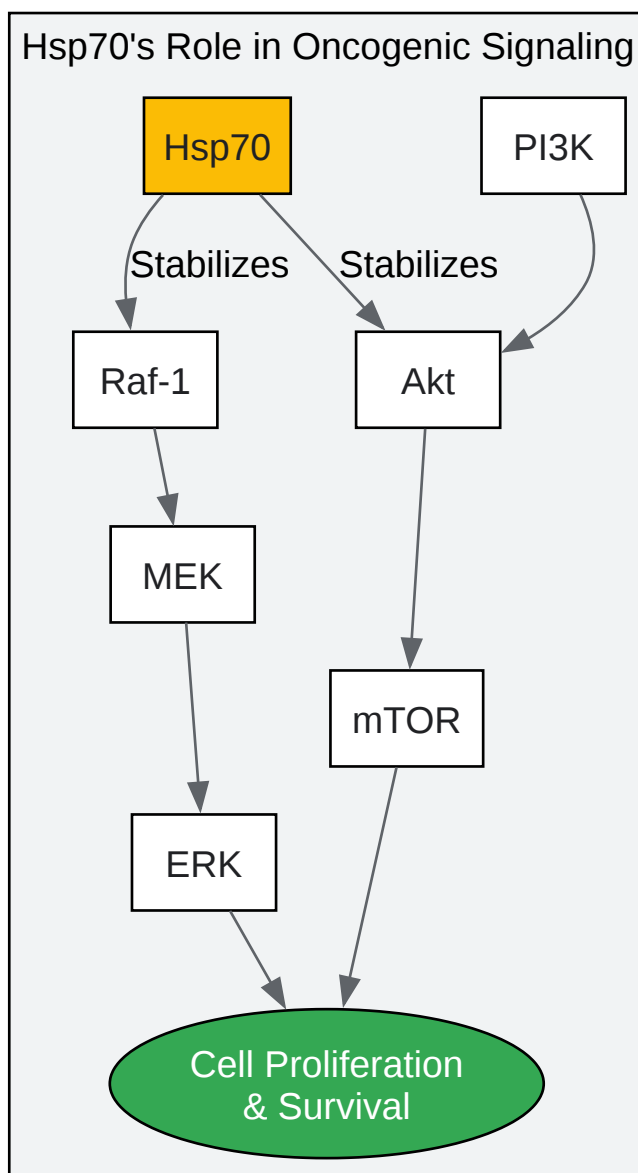 Hsp70's Role in Oncogenic Signaling
Hsp70
PI3K
Stabilizes
Stabilizes
Raf-1
Akt
MEK
mTOR
ERK
Cell Proliferation
& Survival